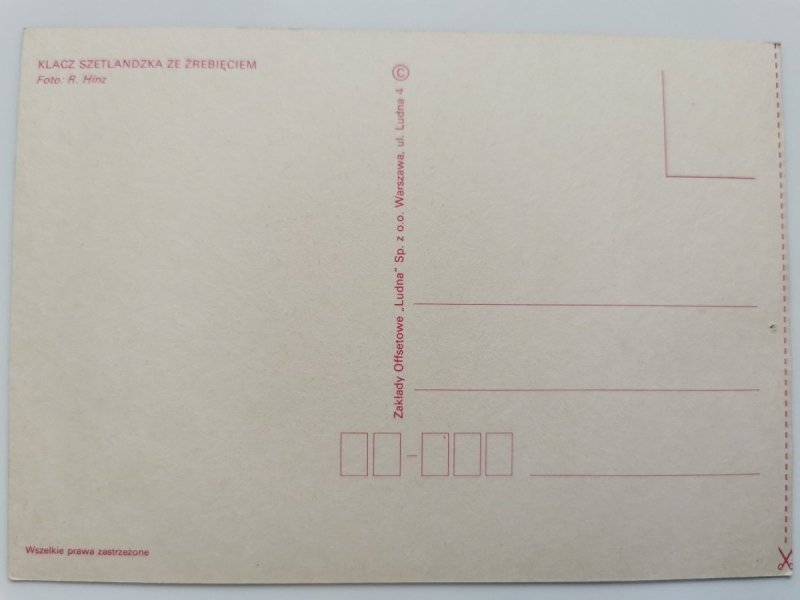 KLACZ SZETLANDZKA ZE ŹREBIĘCIEM
Foto: R. Hinz
Zakłady Offsetowe „Ludna” Sp. z o.o. Warszawa, ul. Ludna 4 ©
Wszelkie prawa zastrzeżone